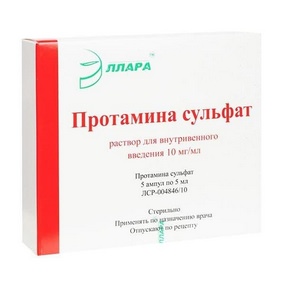 ЭЛЛАРА
Протамина сульфат
раствор для внутривенного
введения 10 мг/мл
Протамина сульфат
5 ампул по 5 мл
ЛСР-004846/10
Стерильно
Применять по назначению врача
Отпускают по рецепту
ЭЛЛАРА